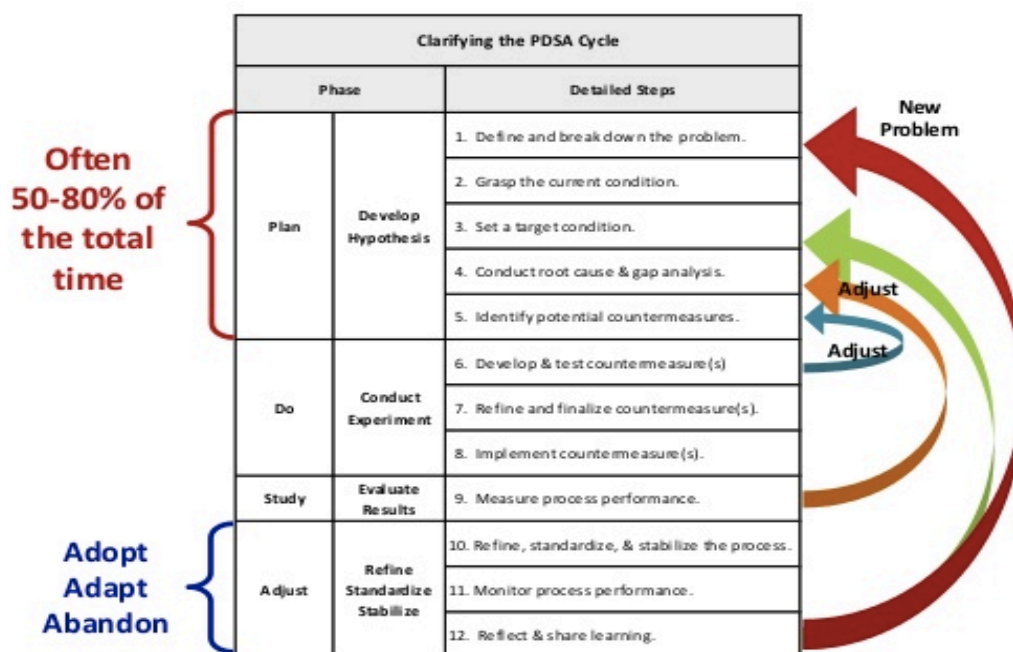 Clarifying the PDSA Cycle
Phase
Detailed Steps
Often
50-80% of
the total
time
Plan
Develop
Hypothesis
1. Define and break down the problem.
2. Grasp the current condition.
3. Set a target condition.
4. Conduct root cause & gap analysis.
5. Identify potential countermeasures.
Do
Conduct
Experiment
6. Develop & test countermeasure(s)
7. Refine and finalize countermeasure(s).
8. Implement countermeasure(s).
Study
Evaluate
Results
9. Measure process performance.
Adopt
Adapt
Abandon
Adjust
Refine
Standardize
Stabilize
10. Refine, standardize, & stabilize the process.
11. Monitor process performance.
12. Reflect & share learning.
New
Problem
Adjust
Adjust